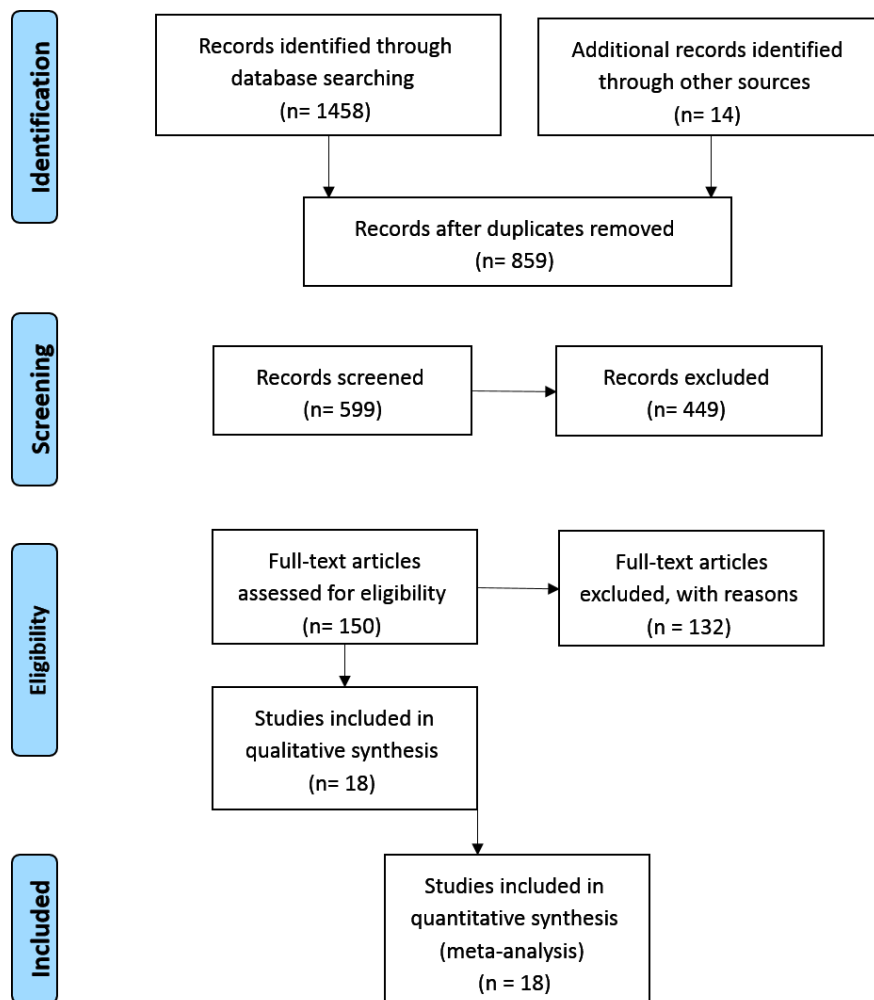 Identification
Records identified through
database searching
(n= 1458)
Additional records identified
through other sources
(n= 14)
Records after duplicates removed
(n= 859)
Screening
Records screened
(n= 599)
Records excluded
(n= 449)
Eligibility
Full-text articles
assessed for eligibility
(n= 150)
Full-text articles
excluded, with reasons
(n = 132)
Studies included in
qualitative synthesis
(n= 18)
Included
Studies included in
quantitative synthesis
(meta-analysis)
(n = 18)